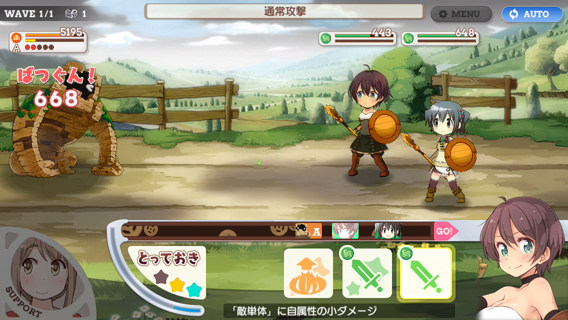 WAVE 1/1 1
通常攻撃
MENU
AUTO
5195
A
443
648
ばつぐん!
668
A
GO!
とっておき
SUPPORT
「敵単体」に自属性の小ダメージ